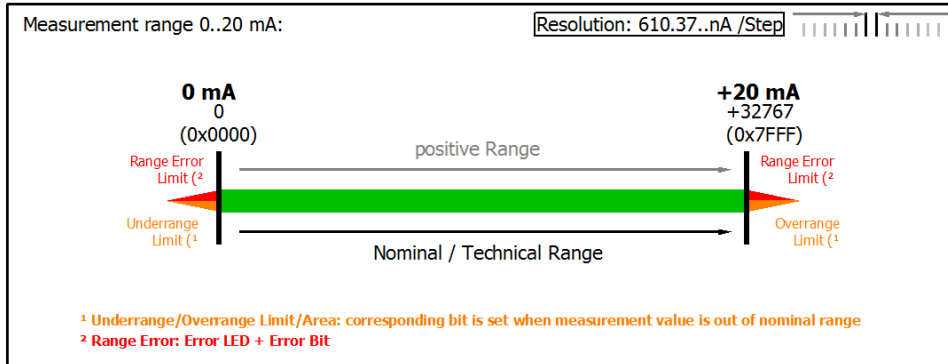 Measurement range 0..20 mA:
Resolution: 610.37..nA /Step
0 mA
0
(0x0000)
+20 mA
+32767
(0x7FFF)
Range Error
Limit (²
positive Range
Range Error
Limit (²
Underrange
Limit (¹
Nominal / Technical Range
Overrange
Limit (¹
¹ Underrange/Overrange Limit/Area: corresponding bit is set when measurement value is out of nominal range
² Range Error: Error LED + Error Bit